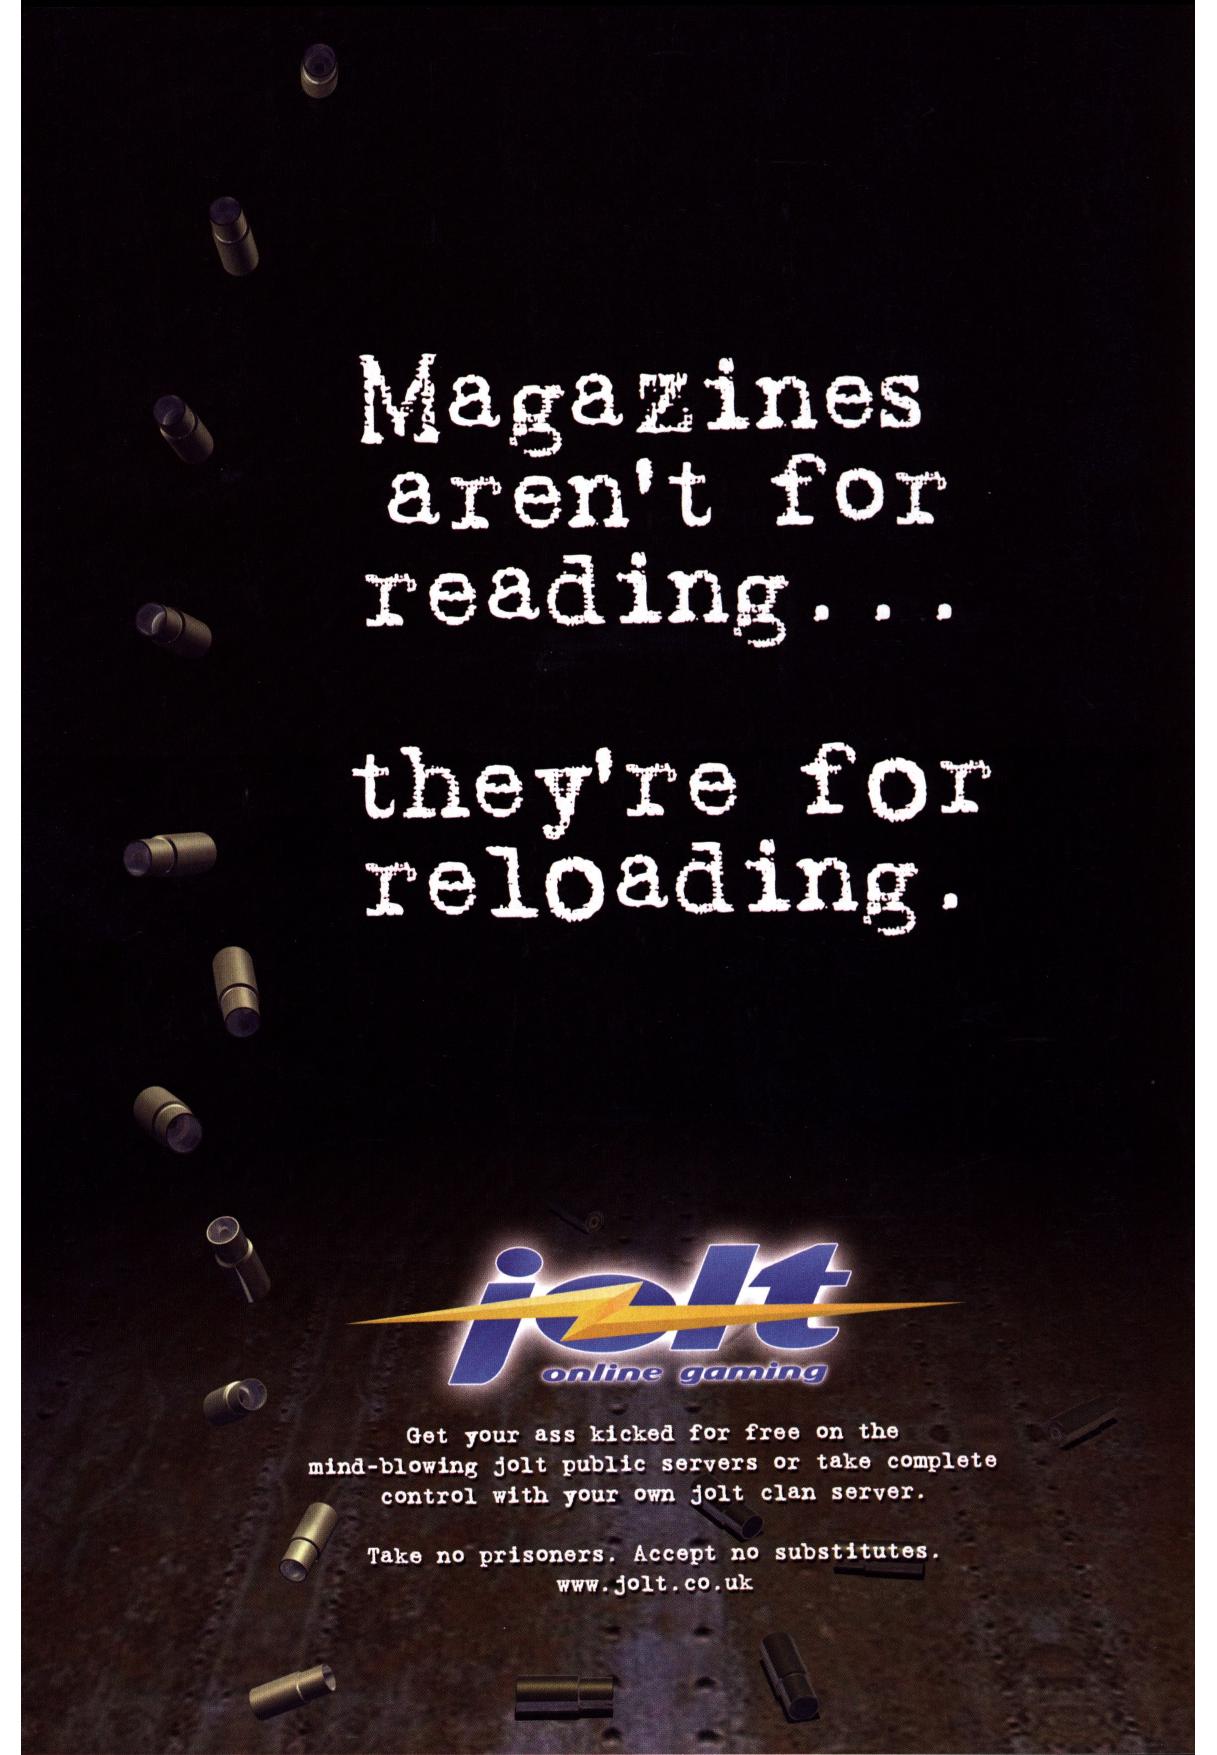 Magazines
aren't for
reading...
they're for
reloading.
jolt
online gaming
Get your ass kicked for free on the
mind-blowing jolt public servers or take complete
control with your own jolt clan server.
Take no prisoners. Accept no substitutes.
www.jolt.co.uk